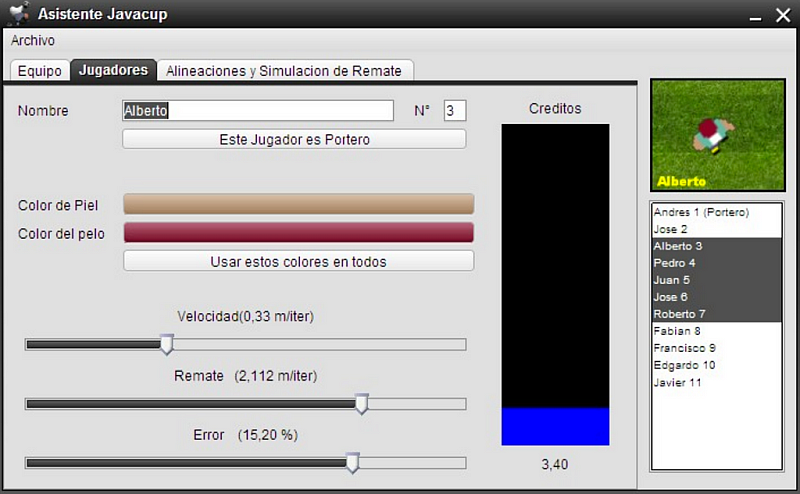 Asistente Javacup
Archivo
Equipo Jugadores Alineaciones y Simulacion de Remate
Nombre Alberto N° 3
Este Jugador es Portero
Color de Piel
Color del pelo
Usar estos colores en todos
Velocidad(0,33 m/iter)
Remate (2,112 m/iter)
Error (15,20 %)
Creditos
3,40
Alberto
Andres 1 (Portero)
Jose 2
Alberto 3
Pedro 4
Juan 5
Jose 6
Roberto 7
Fabian 8
Francisco 9
Edgardo 10
Javier 11